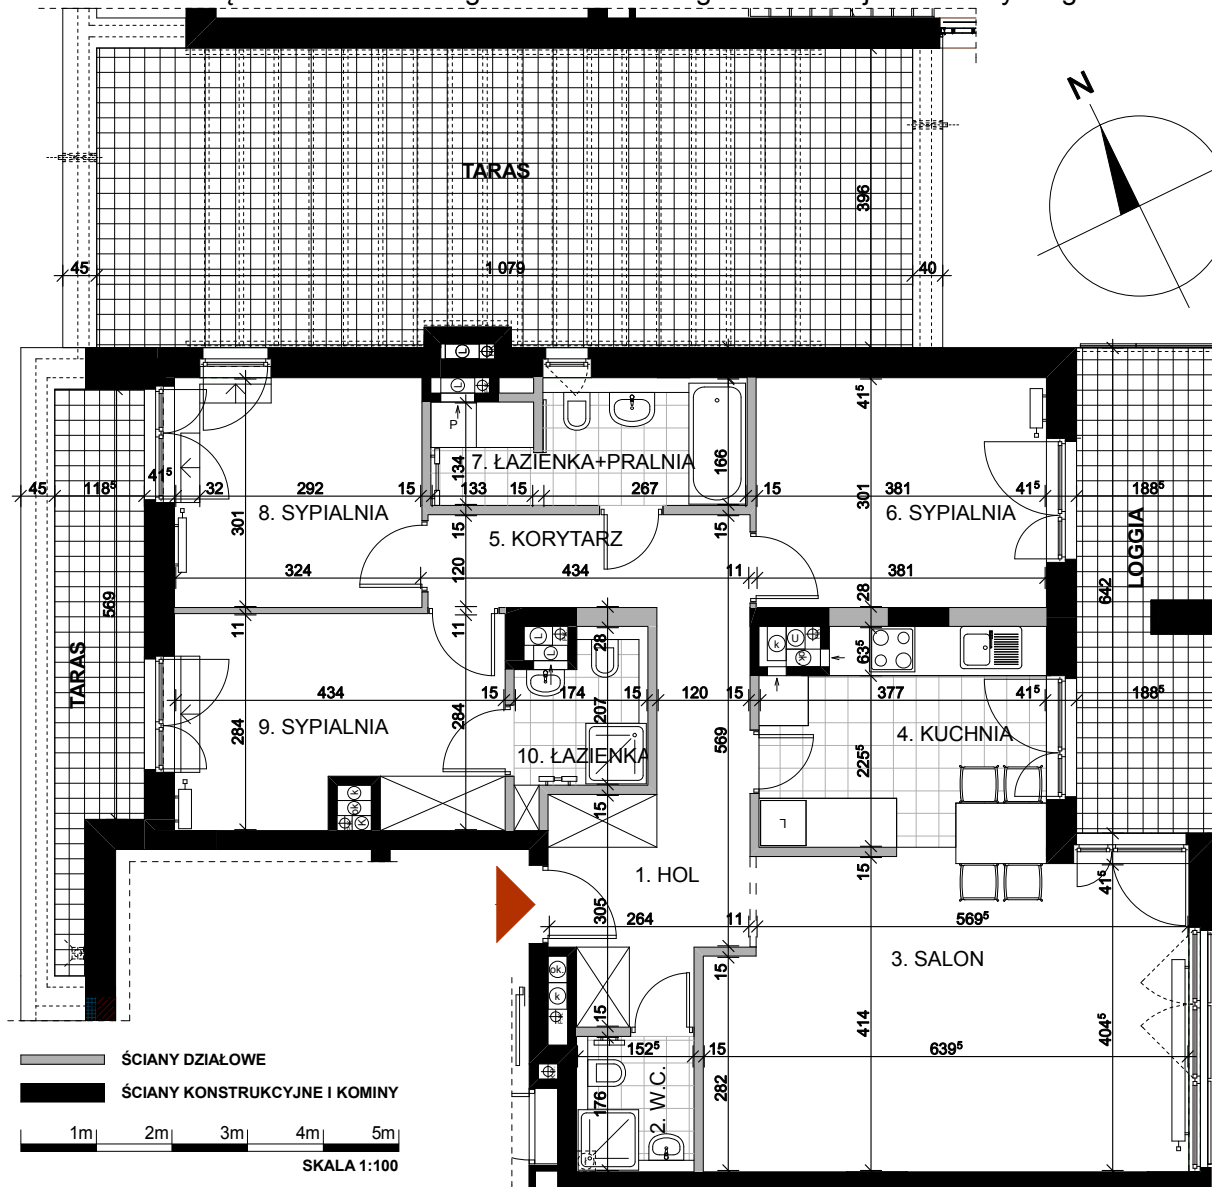 TARAS
N
396
45
1 079
40
41⁵
7. ŁAZIENKA+PRALNIA
P
134
166
45
118⁵
41⁵
32
292
15
133
15
267
15
381
41⁵
188⁵
8. SYPIALNIA
301
6. SYPIALNIA
301
5. KORYTARZ
15
15
LOGGIA
324
120
434
11
381
569
642
11
11
28
28
63⁵
TARAS
434
15
174
15
120
15
377
41⁵
188⁵
9. SYPIALNIA
284
284
207
569
4. KUCHNIA
10. ŁAZIENKA
225⁵
15
L
1. HOL
15
41⁵
305
264
11
569⁵
3. SALON
15
15
414
404⁵
152⁵
15
639⁵
2. W.C.
176
282
ŚCIANY DZIAŁOWE
ŚCIANY KONSTRUKCYJNE I KOMINY
1m
2m
3m
4m
5m
SKALA 1:100